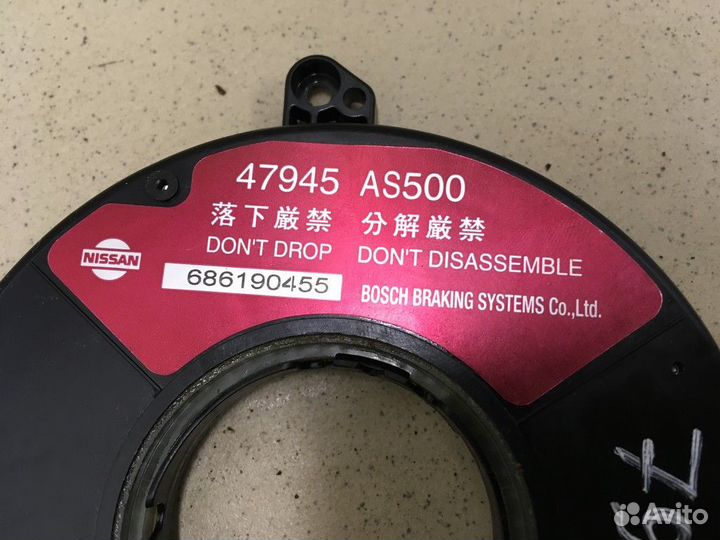 47945 AS500
落下厳禁 分解厳禁
DON'T DROP DON'T DISASSEMBLE
NISSAN
686190455 BOSCH BRAKING SYSTEMS Co.,Ltd.
Avito